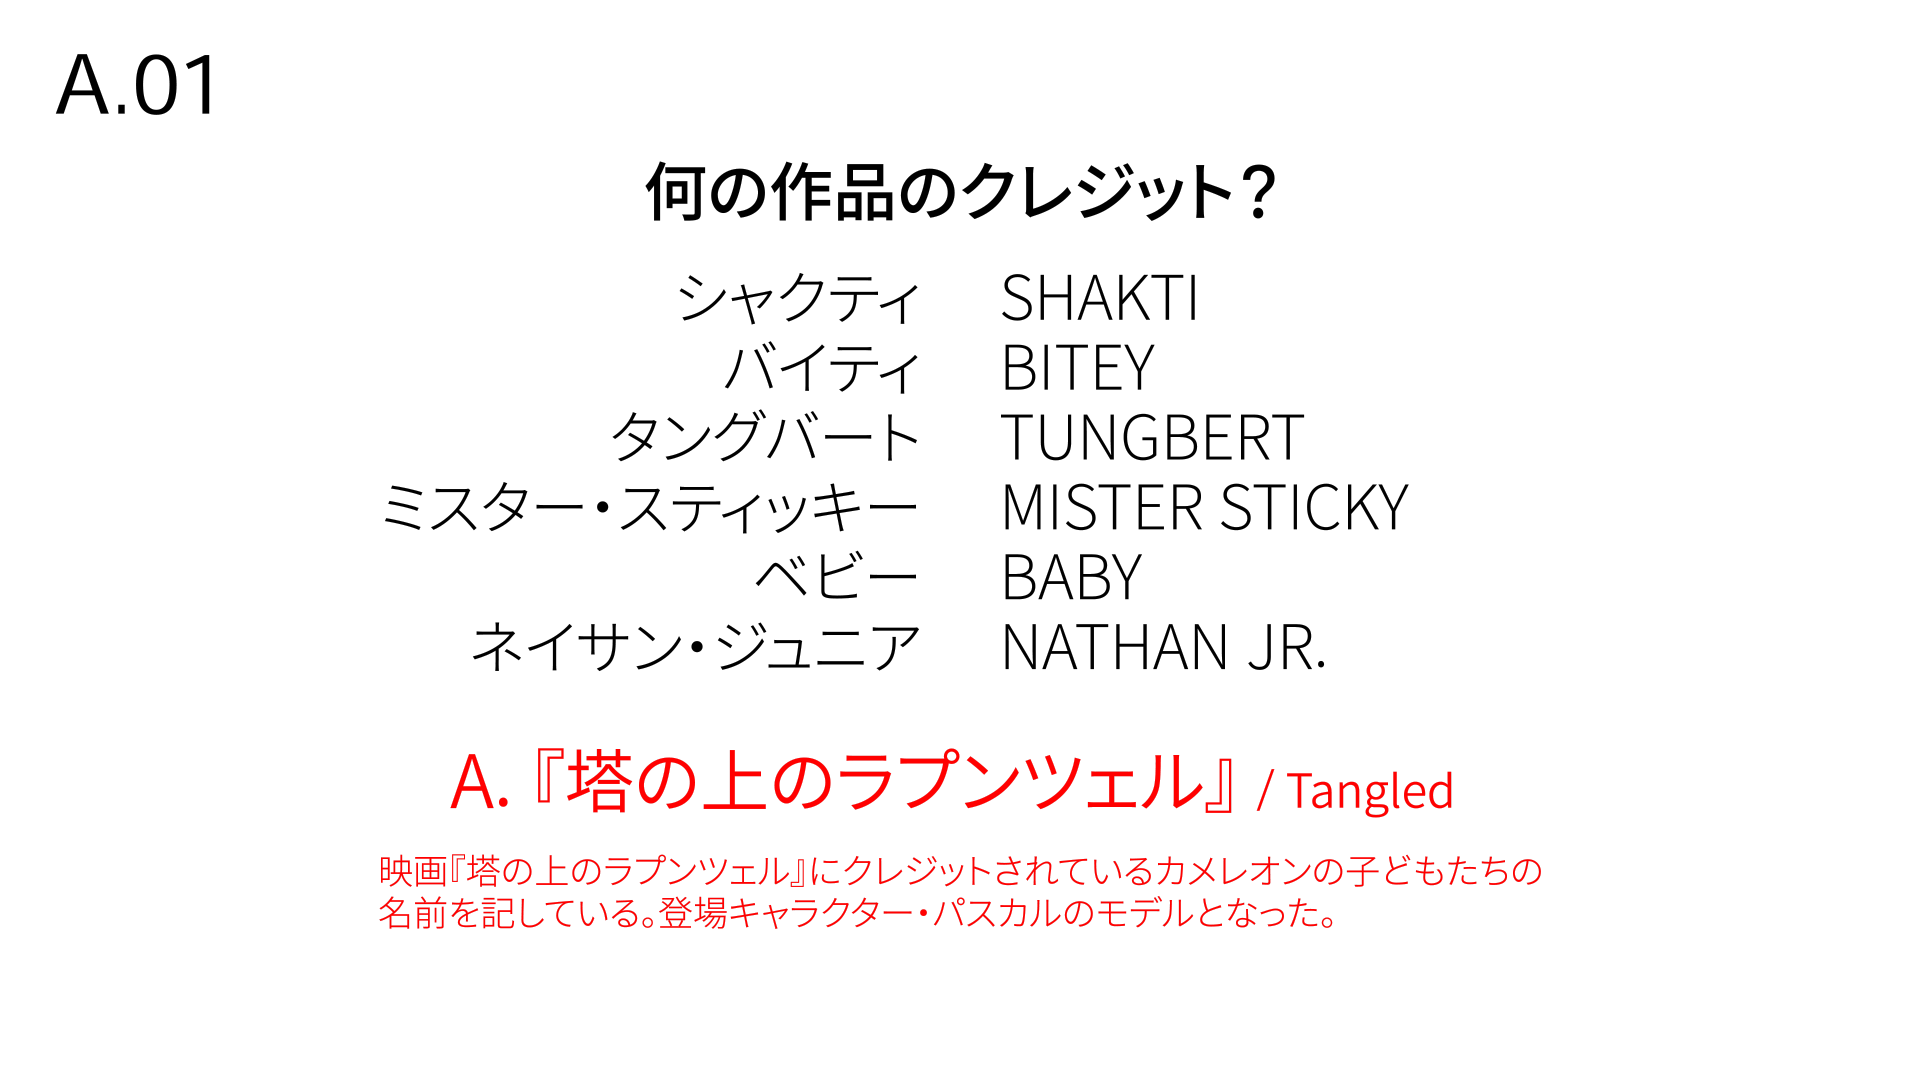 A.01
何の作品のクレジット？
シャクティ SHAKTI
バイティ BITEY
タングバート TUNGBERT
ミスター・スティッキー MISTER STICKY
ベビー BABY
ネイサン・ジュニア NATHAN JR.
A.『塔の上のラプンツェル』 / Tangled
映画『塔の上のラプンツェル』にクレジットされているカメレオンの子どもたちの
名前を記している。登場キャラクター・パスカルのモデルとなった。